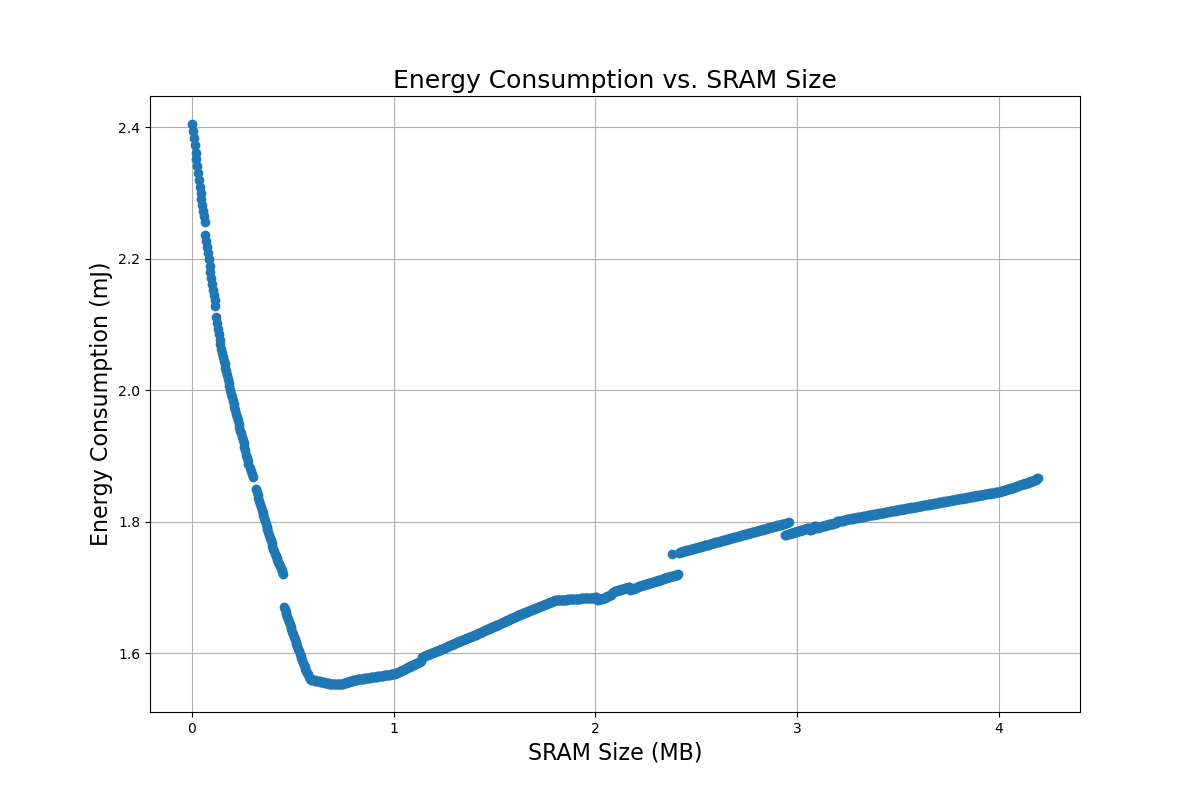 Energy Consumption vs. SRAM Size
Energy Consumption (mJ)
2.4
2.2
2.0
1.8
1.6
0 1 2 3 4
SRAM Size (MB)